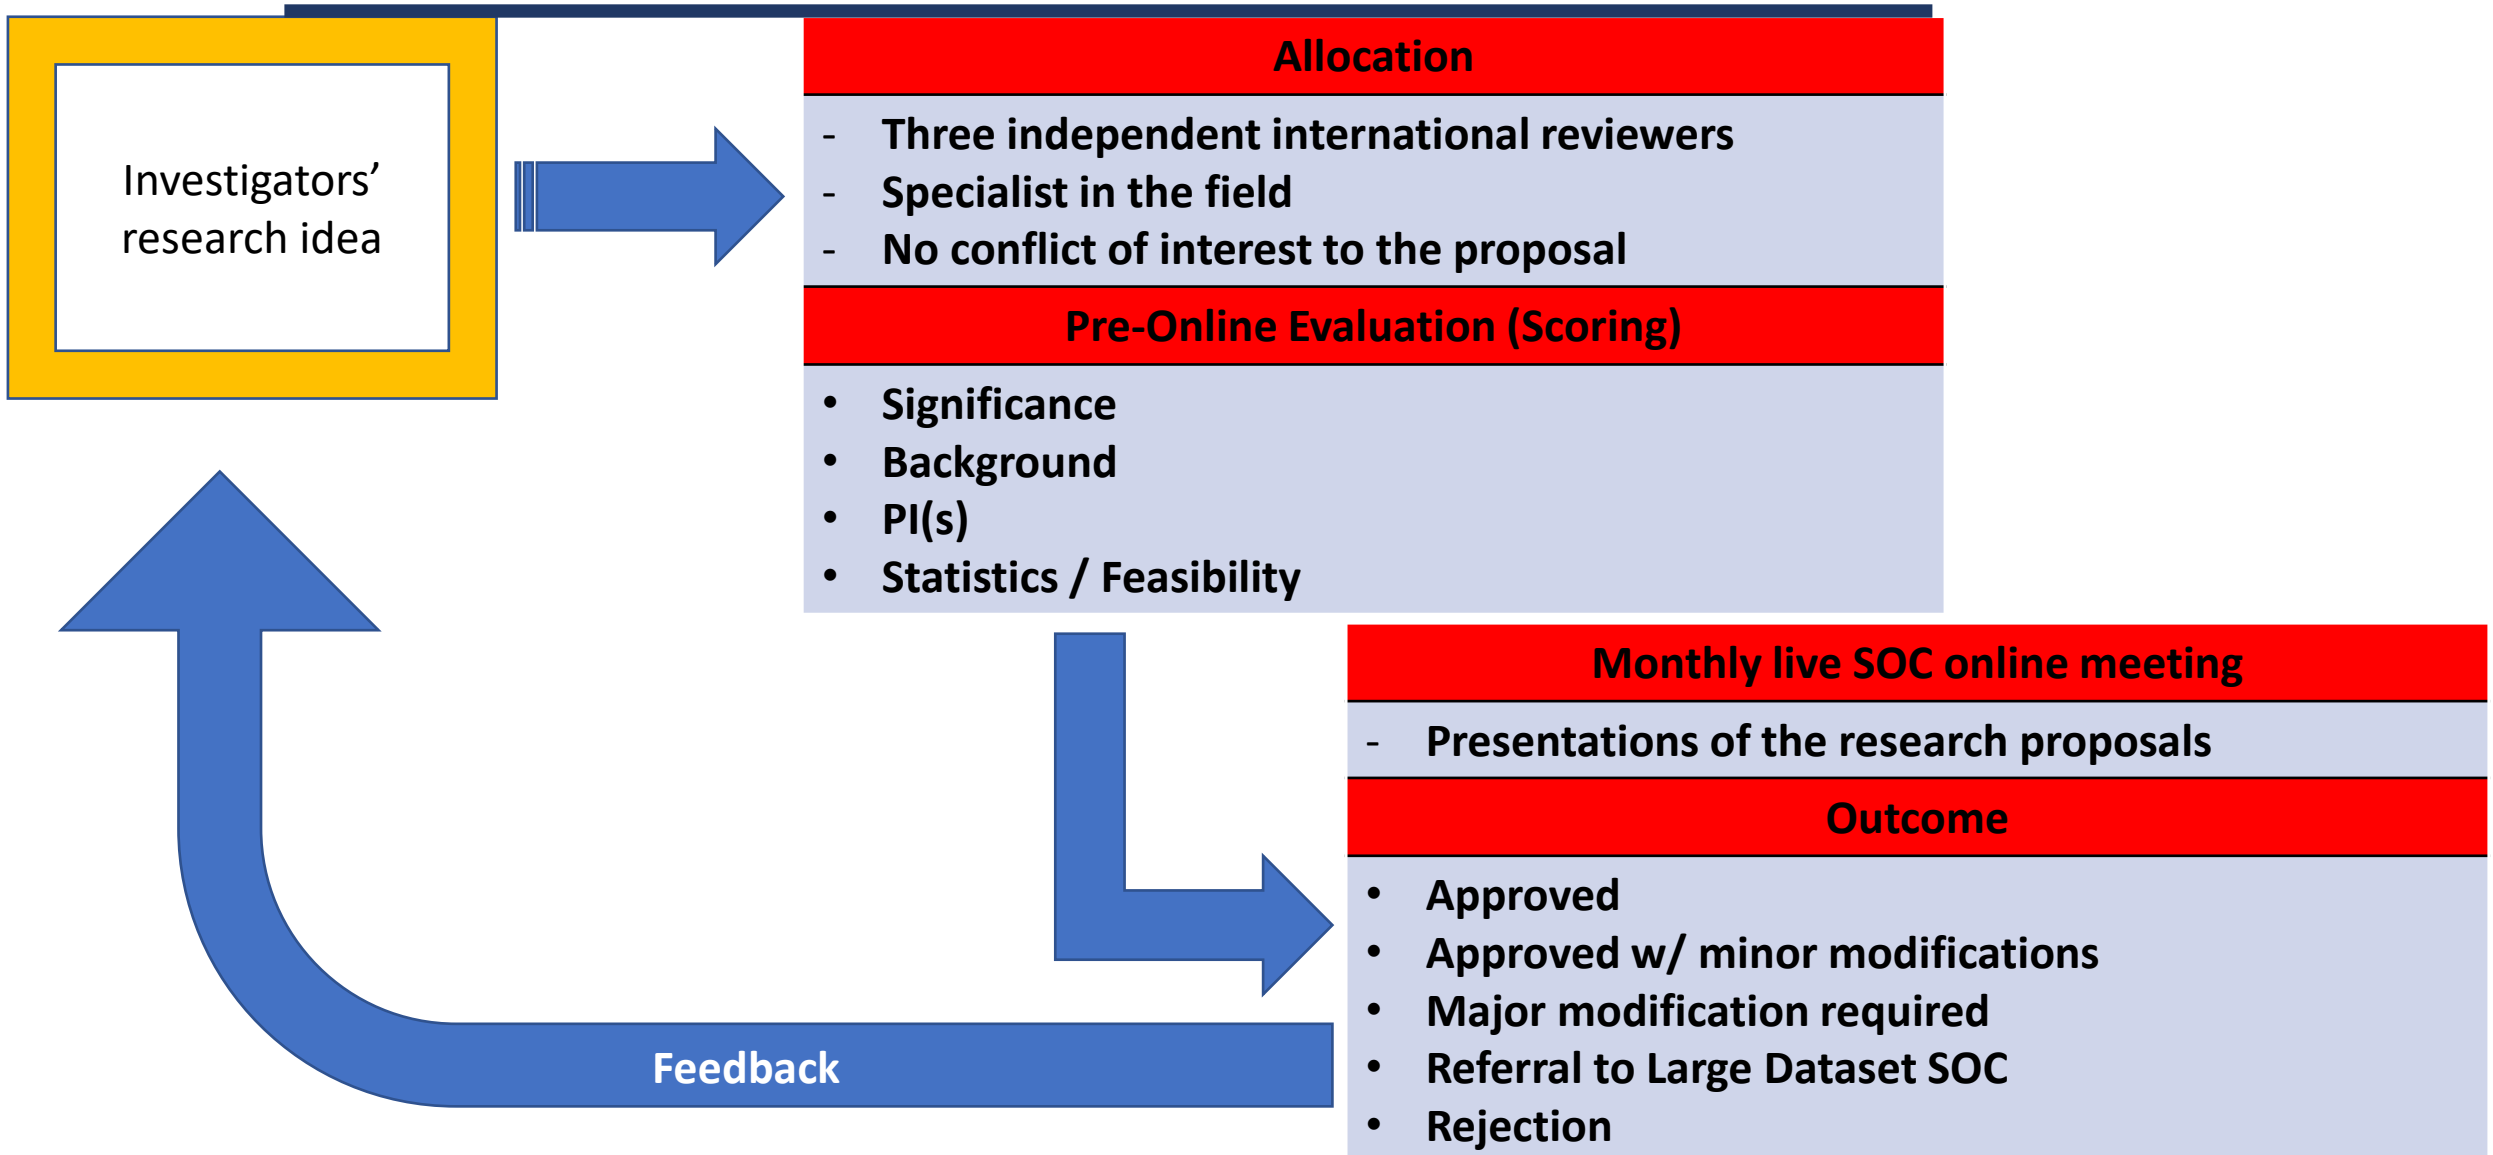 Investigators’
research idea
Allocation
- Three independent international reviewers
- Specialist in the field
- No conflict of interest to the proposal
Pre-Online Evaluation (Scoring)
• Significance
• Background
• PI(s)
• Statistics / Feasibility
Monthly live SOC online meeting
- Presentations of the research proposals
Outcome
• Approved
• Approved w/ minor modifications
• Major modification required
• Referral to Large Dataset SOC
• Rejection
Feedback